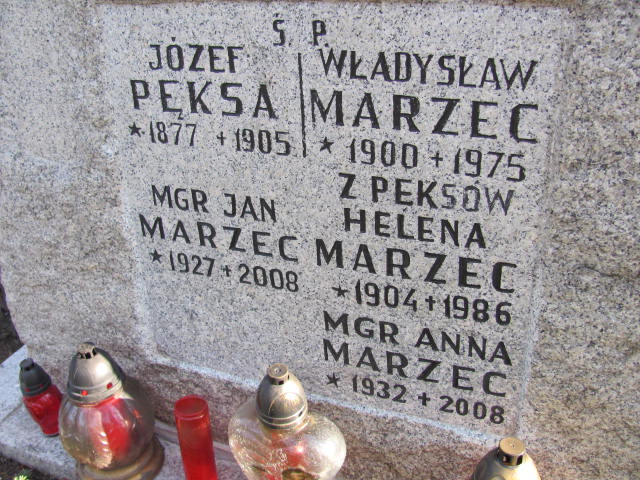 Ś P.
JÓZEF
PĘKSA
*1877 +1905.
WŁADYSŁAW
MARZEC
*1900 +1975
Z PEKSÓW
HELENA
MARZEC
*1904+1986
MGR JAN
MARZEC
*1927+2008
MGR ANNA
MARZEC
*1932+2008